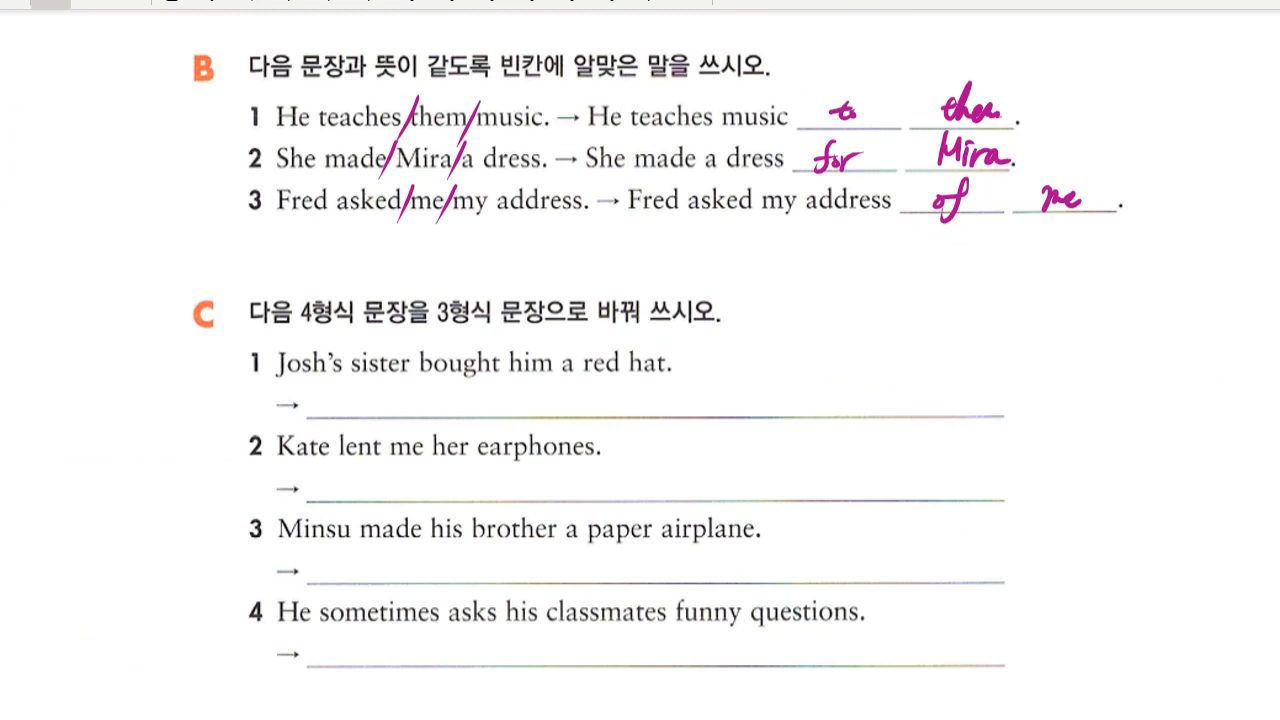 B 다음 문장과 뜻이 같도록 빈칸에 알맞은 말을 쓰시오.
1 He teaches/them/music. → He teaches music to them.
2 She made/Mira/a dress. → She made a dress for Mira.
3 Fred asked/me/my address. → Fred asked my address of me.
C 다음 4형식 문장을 3형식 문장으로 바꿔 쓰시오.
1 Josh's sister bought him a red hat.
→
2 Kate lent me her earphones.
→
3 Minsu made his brother a paper airplane.
→
4 He sometimes asks his classmates funny questions.
→